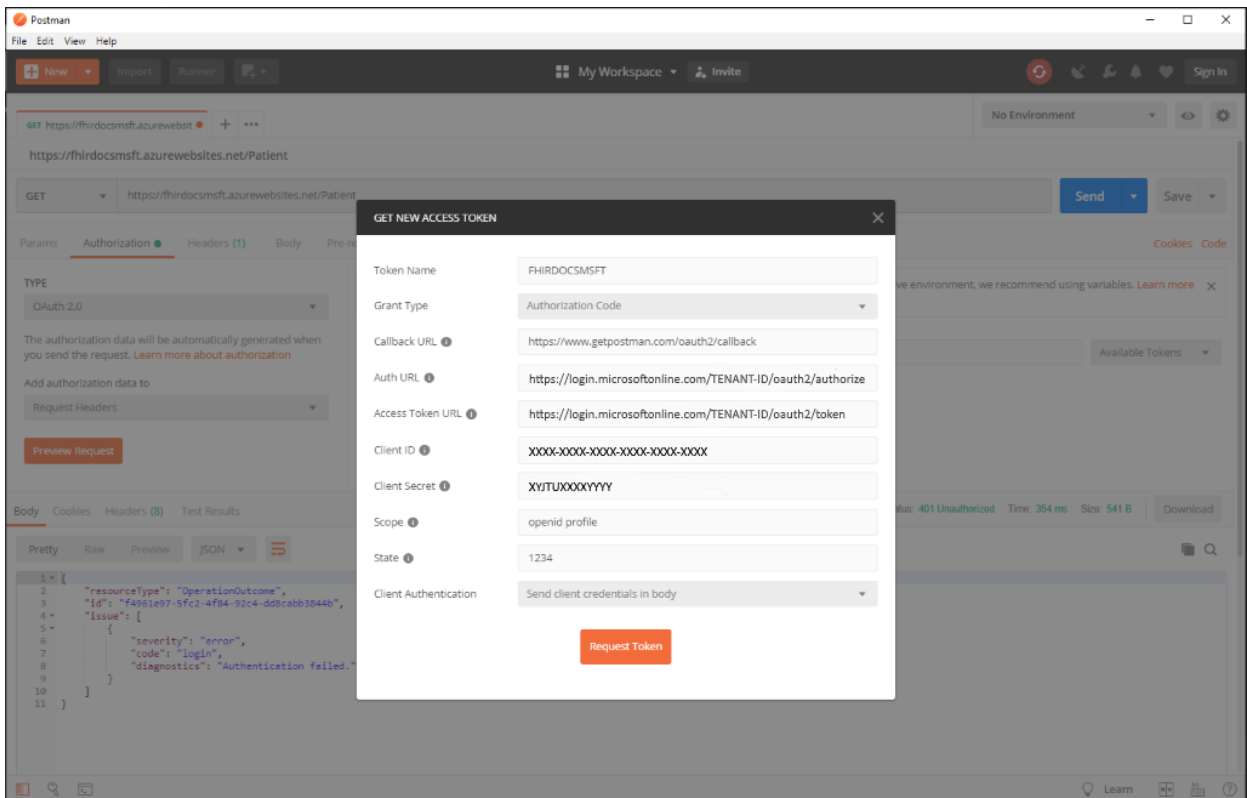 Postman
File Edit View Help
New Import Runner My Workspace Invite Sign In
GET https://fhirdocsmsft.azurewebsit No Environment
https://fhirdocsmsft.azurewebsites.net/Patient
GET https://fhirdocsmsft.azurewebsites.net/Patient Send Save
Params Authorization Headers (1) Body Pre-re Cookies Code
TYPE
OAuth 2.0
The authorization data will be automatically generated when
you send the request. Learn more about authorization
Add authorization data to
Request Headers
Preview Request
ve environment, we recommend using variables. Learn more
Available Tokens
GET NEW ACCESS TOKEN
Token Name FHIRDOCSMSFT
Grant Type Authorization Code
Callback URL https://www.getpostman.com/oauth2/callback
Auth URL https://login.microsoftonline.com/TENANT-ID/oauth2/authorize
Access Token URL https://login.microsoftonline.com/TENANT-ID/oauth2/token
Client ID XXXX-XXXX-XXXX-XXXX-XXXX-XXXX
Client Secret XYJTUXXXXYYYY
Scope openid profile
State 1234
Client Authentication Send client credentials in body
Request Token
Body Cookies Headers (8) Test Results atus: 401 Unauthorized Time: 354 ms Size: 541 B Download
Pretty Raw Preview JSON
1 {
2 "resourceType": "OperationOutcome",
3 "id": "f4961e97-5fc2-4f84-92c4-dd8cabb3844b",
4 "issue": [
5 {
6 "severity": "error",
7 "code": "login",
8 "diagnostics": "Authentication failed."
9 }
10 ]
11 }
Learn